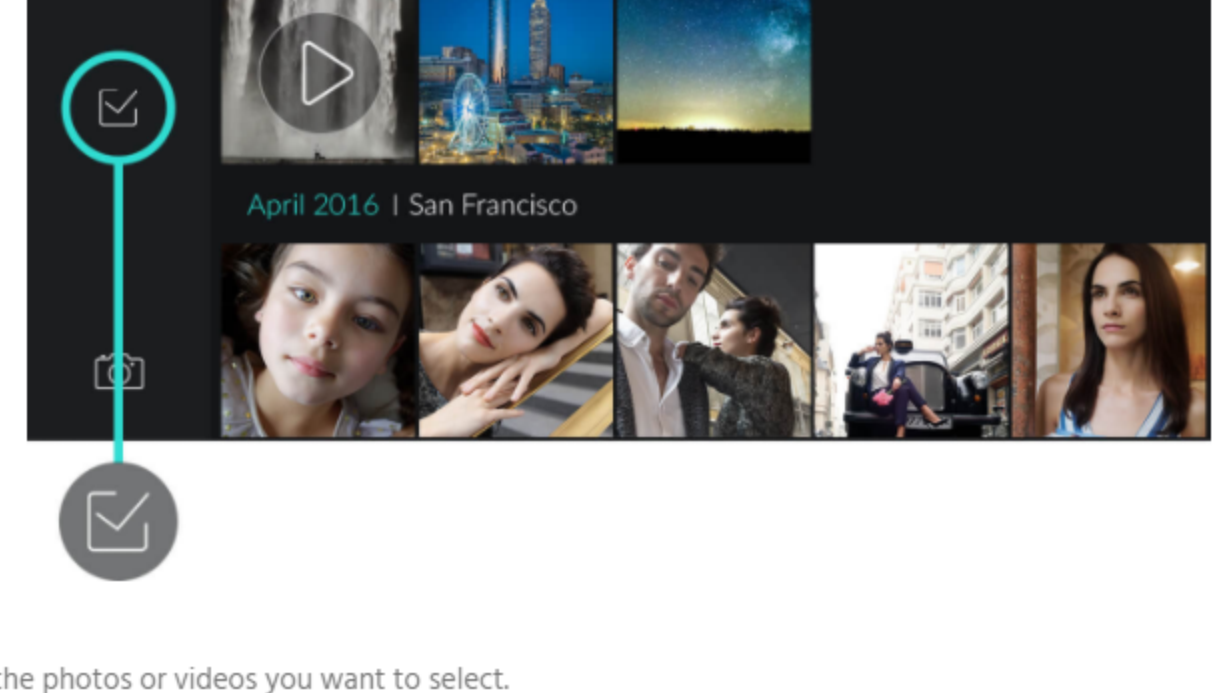 April 2016 | San Francisco
the photos or videos you want to select.